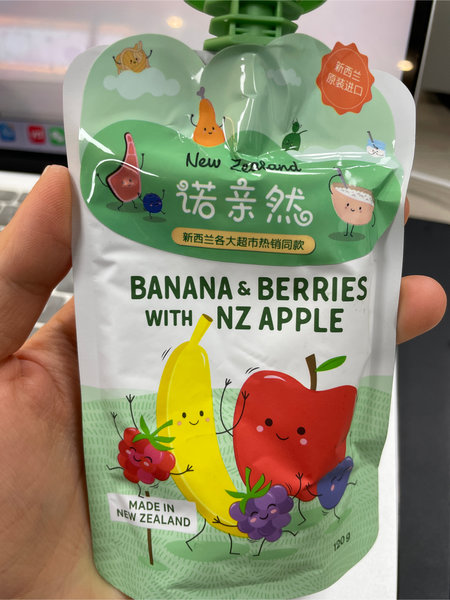 新西兰
原装进口
New Zealand
诺亲然
新西兰各大超市热销同款
BANANA & BERRIES
WITH NZ APPLE
MADE IN
NEW ZEALAND
120 g